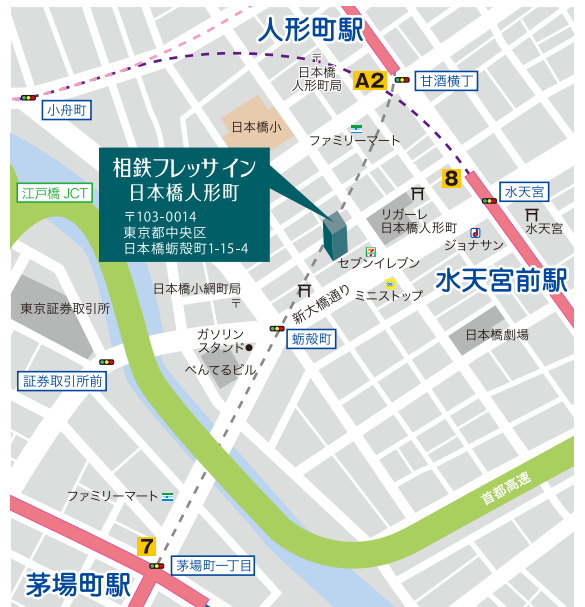 人形町駅
日本橋
人形町局
A2
甘酒横丁
小舟町
日本橋小
ファミリーマート
相鉄フレッサイン
日本橋人形町
〒103-0014
東京都中央区
日本橋蛎殻町1-15-4
8
水天宮
江戸橋JCT
リガーレ
日本橋人形町
水天宮
ジョナサン
セブンイレブン
水天宮前駅
日本橋小網町局
〒
新大橋通り
ミニストップ
東京証券取引所
ガソリン
スタンド
蛎殻町
日本橋劇場
べんてるビル
証券取引所前
首都高速
ファミリーマート
7
茅場町一丁目
茅場町駅